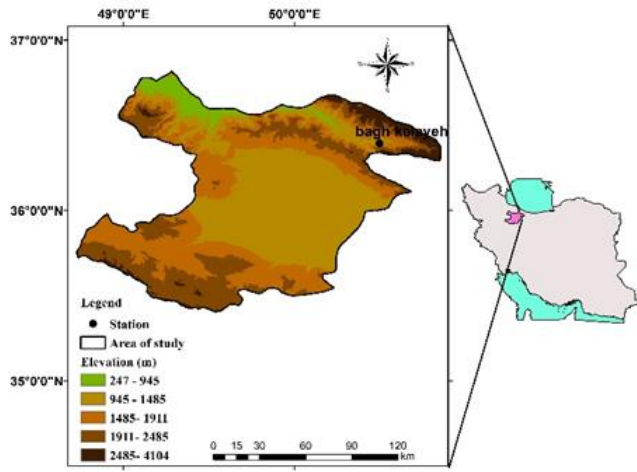 49°0'0"E 50°0'0"E
37°0'0"N
bagh kolayeh
36°0'0"N
Legend
Station
Area of study
Elevation (m)
247 - 945
945 - 1485
1485- 1911
1911- 2485
2485- 4104
35°0'0"N
0 15 30 60 90 120
km